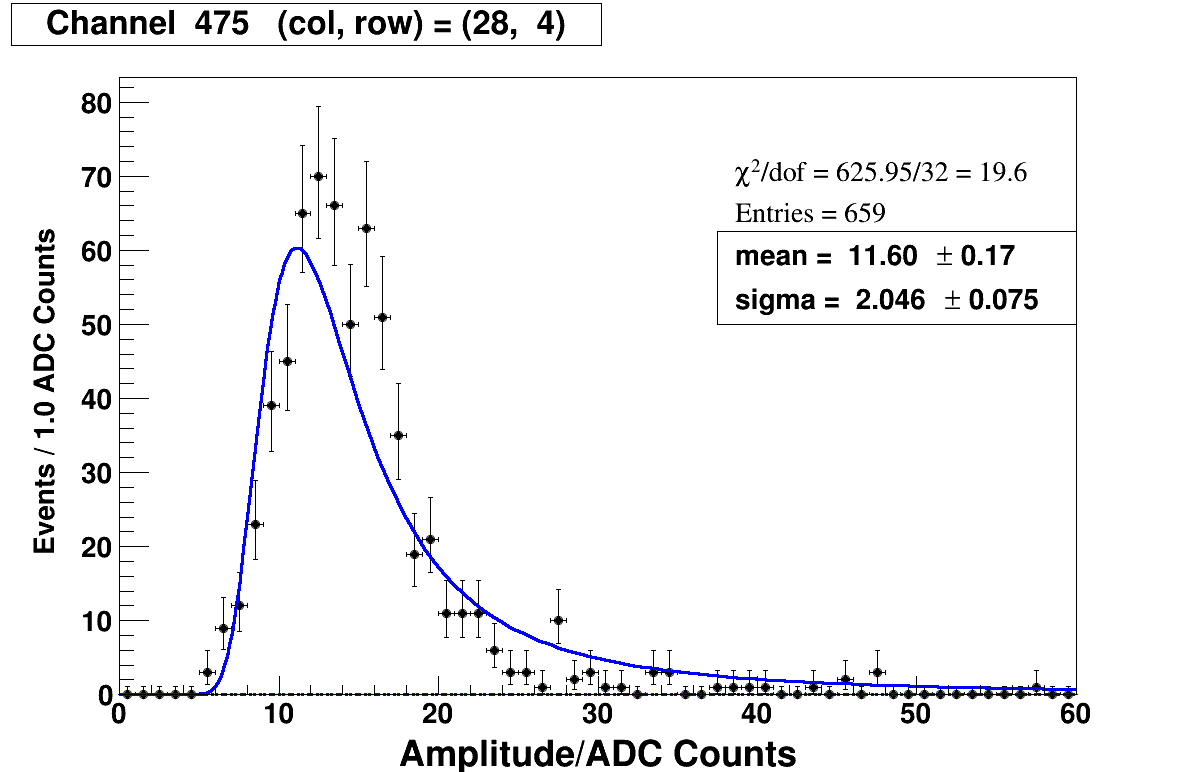 Channel 475 (col, row) = (28, 4)
χ²/dof = 625.95/32 = 19.6
Entries = 659
mean = 11.60 ± 0.17
sigma = 2.046 ± 0.075
Events / 1.0 ADC Counts
80
70
60
50
40
30
20
10
0
0 10 20 30 40 50 60
Amplitude/ADC Counts